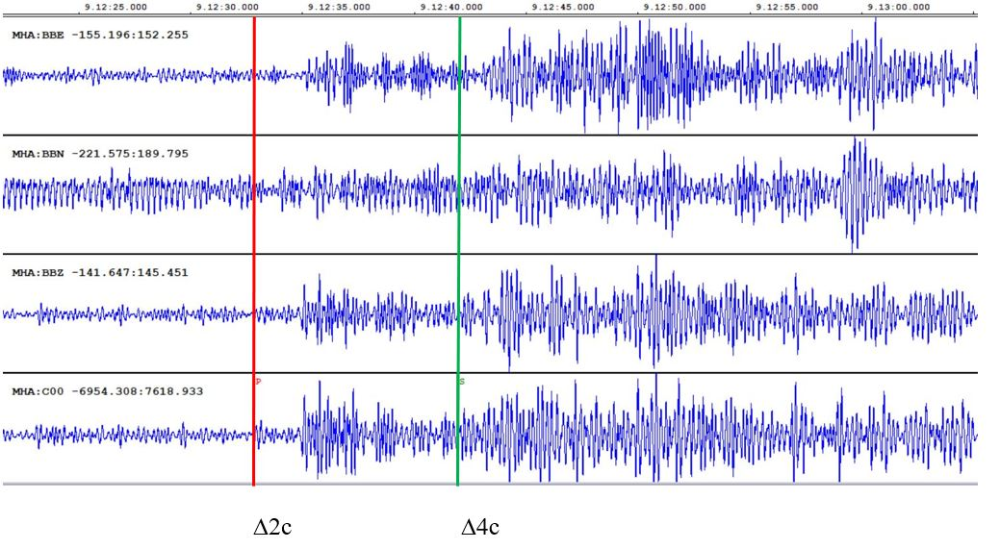 9.12:25.000 9.12:30.000 9.12:35.000 9.12:40.000 9.12:45.000 9.12:50.000 9.12:55.000 9.13:00.000
MHA:BBE -155.196:152.255
MHA:BBN -221.575:189.795
MHA:BBZ -141.647:145.451
P S
MHA:C00 -6954.308:7618.933
Δ2c Δ4c